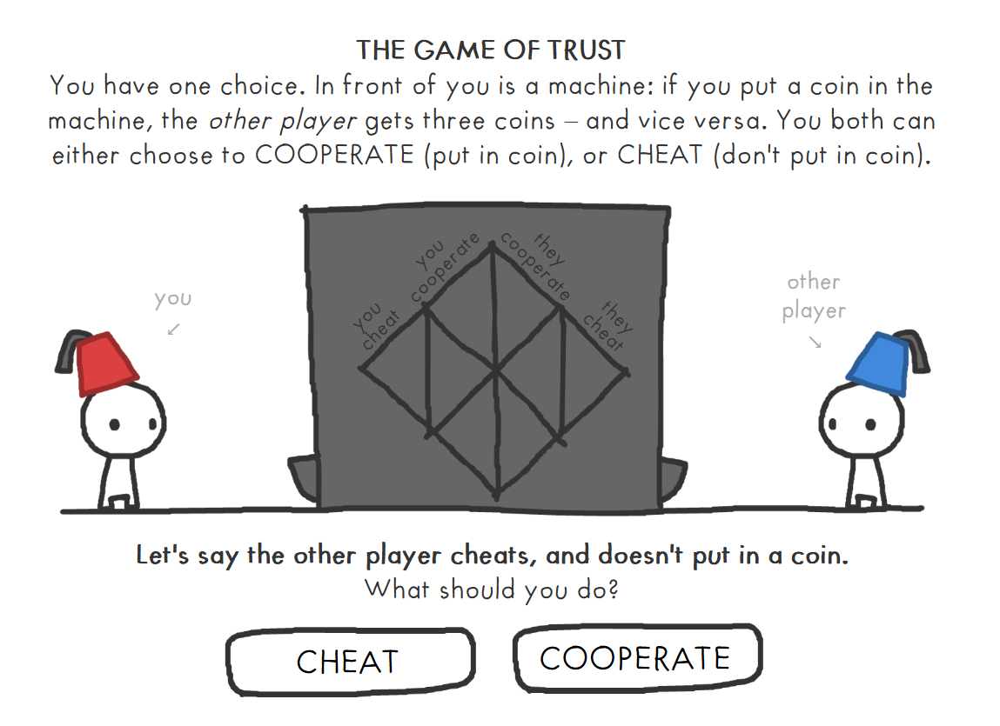 THE GAME OF TRUST
You have one choice. In front of you is a machine: if you put a coin in the
machine, the other player gets three coins – and vice versa. You both can
either choose to COOPERATE (put in coin), or CHEAT (don't put in coin).
you
cooperate
they
cooperate
you
cheat
they
cheat
you
↙
other
player
↘
Let's say the other player cheats, and doesn't put in a coin.
What should you do?
CHEAT
COOPERATE